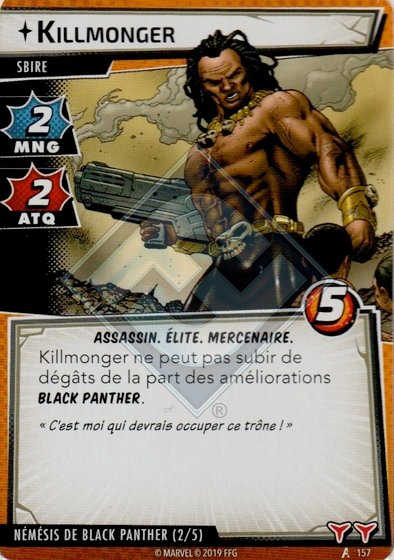 KILLMONGER
SBIRE
2
MNG
2
ATQ
5
ASSASSIN. ÉLITE. MERCENAIRE.
Killmonger ne peut pas subir de
dégâts de la part des améliorations
BLACK PANTHER.
« C'est moi qui devrais occuper ce trône ! »
®
NÉMÉSIS DE BLACK PANTHER (2/5)
© MARVEL © 2019 FFG
A 157